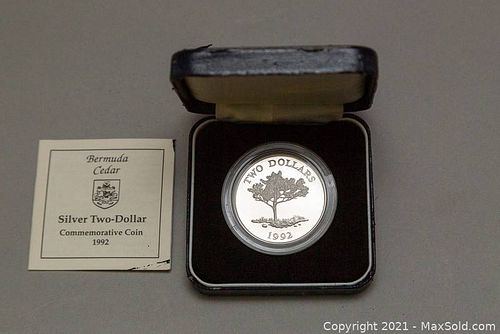 Bermuda
Cedar
Silver Two-Dollar
Commemorative Coin
1992
TWO DOLLARS
1992
Copyright 2021 - MaxSold.com